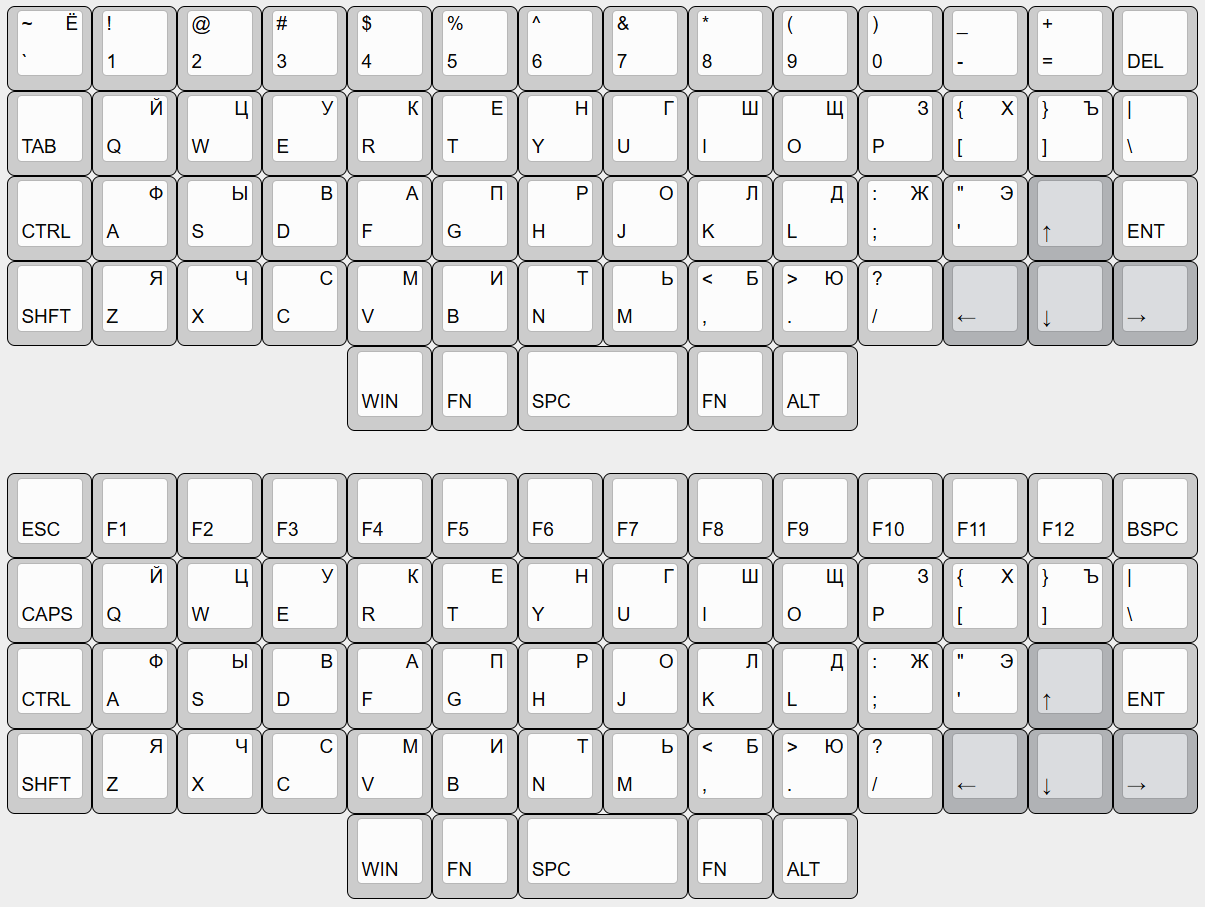 ~ Ё ! @ # $ % ^ & * ( ) _ +
` 1 2 3 4 5 6 7 8 9 0 - = DEL
Й Ц У К Е Н Г Ш Щ З { Х } Ъ |
TAB Q W E R T Y U I O P [ ] \
Ф Ы В А П Р О Л Д : Ж " Э
CTRL A S D F G H J K L ; ' ↑ ENT
Я Ч С М И Т Ь < Б > Ю ?
SHFT Z X C V B N M , . / ← ↓ →
WIN FN SPC FN ALT
ESC F1 F2 F3 F4 F5 F6 F7 F8 F9 F10 F11 F12 BSPC
Й Ц У К Е Н Г Ш Щ З { Х } Ъ |
CAPS Q W E R T Y U I O P [ ] \
Ф Ы В А П Р О Л Д : Ж " Э
CTRL A S D F G H J K L ; ' ↑ ENT
Я Ч С М И Т Ь < Б > Ю ?
SHFT Z X C V B N M , . / ← ↓ →
WIN FN SPC FN ALT